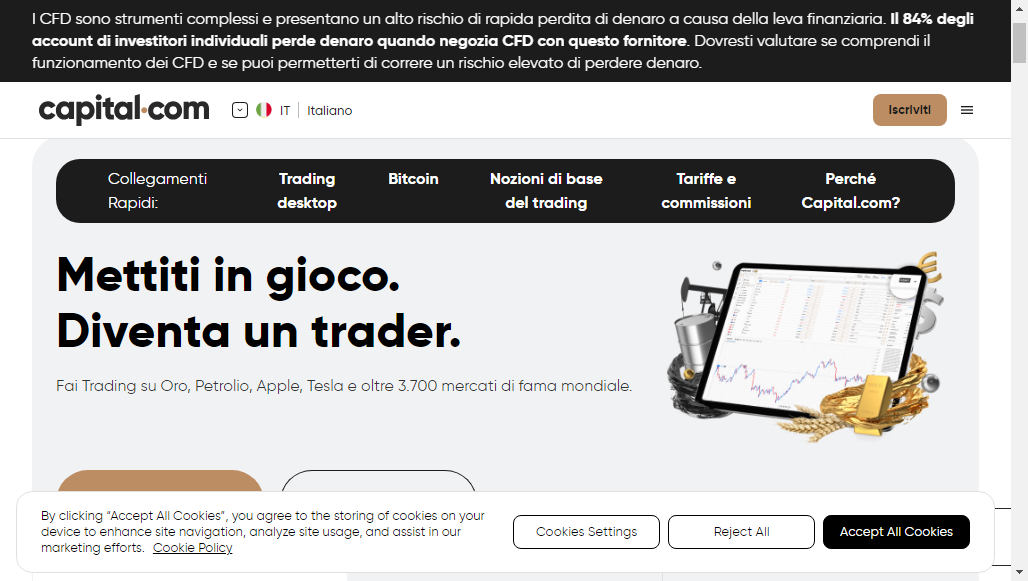 I CFD sono strumenti complessi e presentano un alto rischio di rapida perdita di denaro a causa della leva finanziaria. Il 84% degli
account di investitori individuali perde denaro quando negozia CFD con questo fornitore. Dovresti valutare se comprendi il
funzionamento dei CFD e se puoi permetterti di correre un rischio elevato di perdere denaro.
capital.com
IT | Italiano
Iscriviti
Collegamenti
Rapidi:
Trading
desktop
Bitcoin
Nozioni di base
del trading
Tariffe e
commissioni
Perché
Capital.com?
Mettiti in gioco.
Diventa un trader.
Fai Trading su Oro, Petrolio, Apple, Tesla e oltre 3.700 mercati di fama mondiale.
By clicking “Accept All Cookies”, you agree to the storing of cookies on your
device to enhance site navigation, analyze site usage, and assist in our
marketing efforts. Cookie Policy
Cookies Settings
Reject All
Accept All Cookies